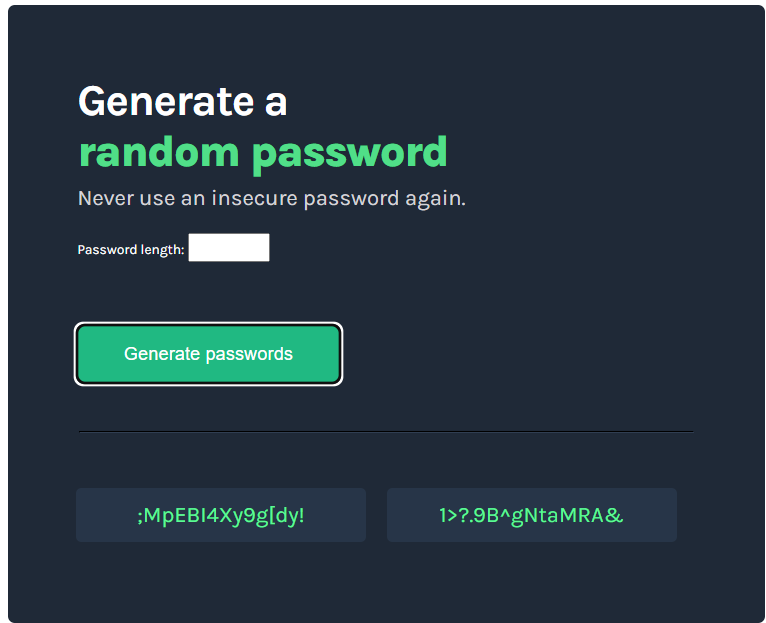 Generate a
random password
Never use an insecure password again.
Password length:
Generate passwords
;MpEBI4Xy9g[dy!
1>?.9B^gNtaMRA&